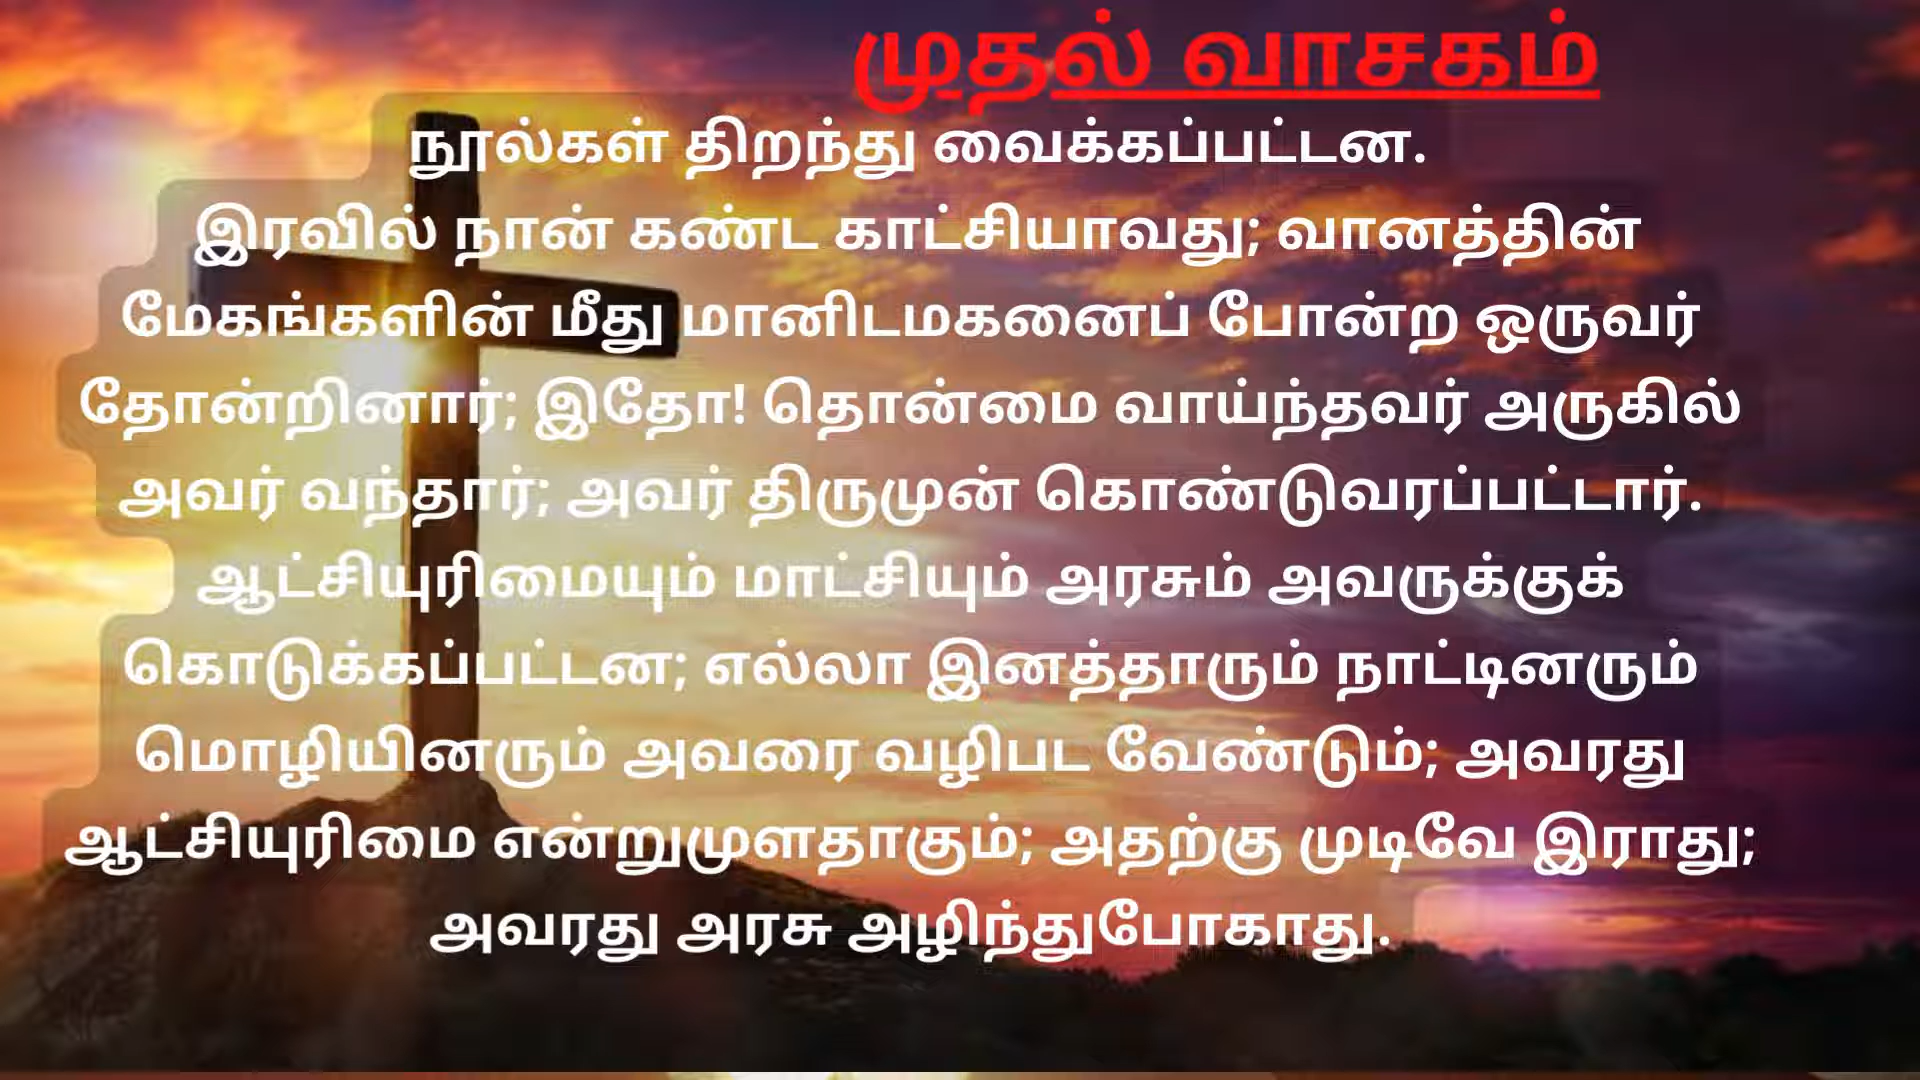 முதல் வாசகம்
நூல்கள் திறந்து வைக்கப்பட்டன.
இரவில் நான் கண்ட காட்சியாவது; வானத்தின்
மேகங்களின் மீது மானிடமகனைப் போன்ற ஒருவர்
தோன்றினார்; இதோ! தொன்மை வாய்ந்தவர் அருகில்
அவர் வந்தார்; அவர் திருமுன் கொண்டுவரப்பட்டார்.
ஆட்சியுரிமையும் மாட்சியும் அரசும் அவருக்குக்
கொடுக்கப்பட்டன; எல்லா இனத்தாரும் நாட்டினரும்
மொழியினரும் அவரை வழிபட வேண்டும்; அவரது
ஆட்சியுரிமை என்றுமுளதாகும்; அதற்கு முடிவே இராது;
அவரது அரசு அழிந்துபோகாது.